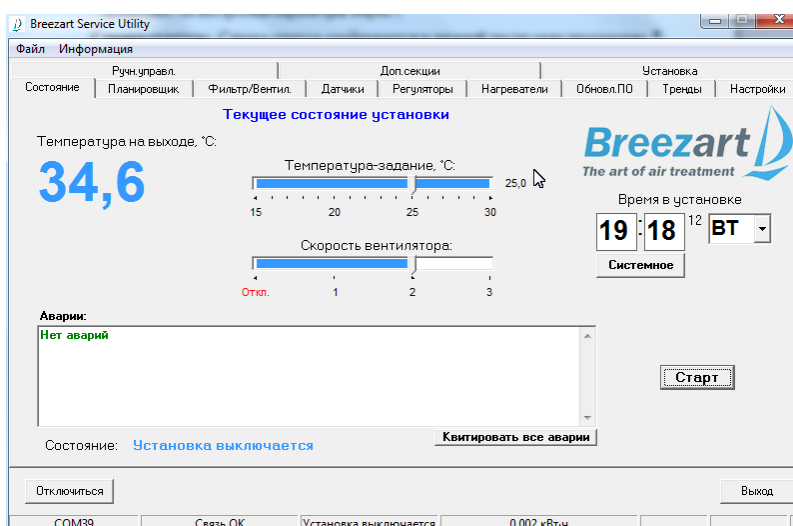 Breezart Service Utility
Файл Информация
Ручн.управл. Доп.секции Установка
Состояние Планировщик Фильтр/Вентил. Датчики Регуляторы Нагреватели Обновл.ПО Тренды Настройки
Текущее состояние установки
Температура на выходе, °C:
34,6
Температура-задание, °C:
25,0
15 20 25 30
Скорость вентилятора:
Откл. 1 2 3
Breezart
The art of air treatment
Время в установке
19 : 18 12 ВТ
Системное
Аварии:
Нет аварий
Старт
Квитировать все аварии
Состояние: Установка выключается
Отключиться
Выход
COM39 Связь ОК Установка выключается 0,002 кВт·ч